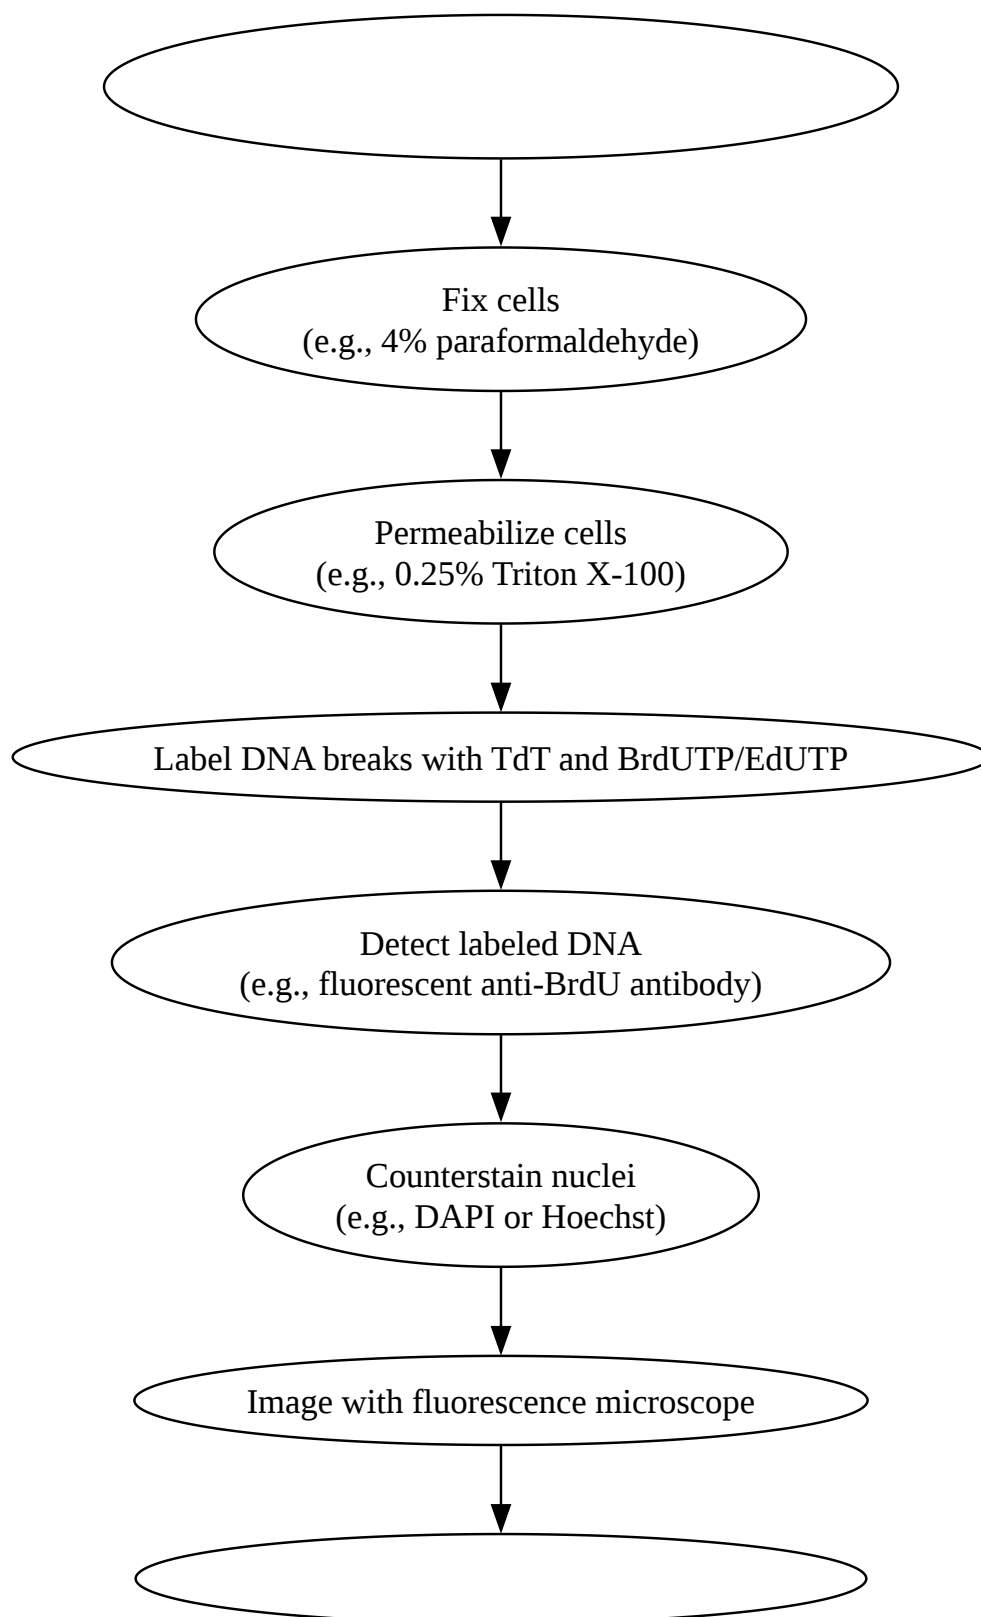 Fix cells
(e.g., 4% paraformaldehyde)
Permeabilize cells
(e.g., 0.25% Triton X-100)
Label DNA breaks with TdT and BrdUTP/EdUTP
Detect labeled DNA
(e.g., fluorescent anti-BrdU antibody)
Counterstain nuclei
(e.g., DAPI or Hoechst)
Image with fluorescence microscope